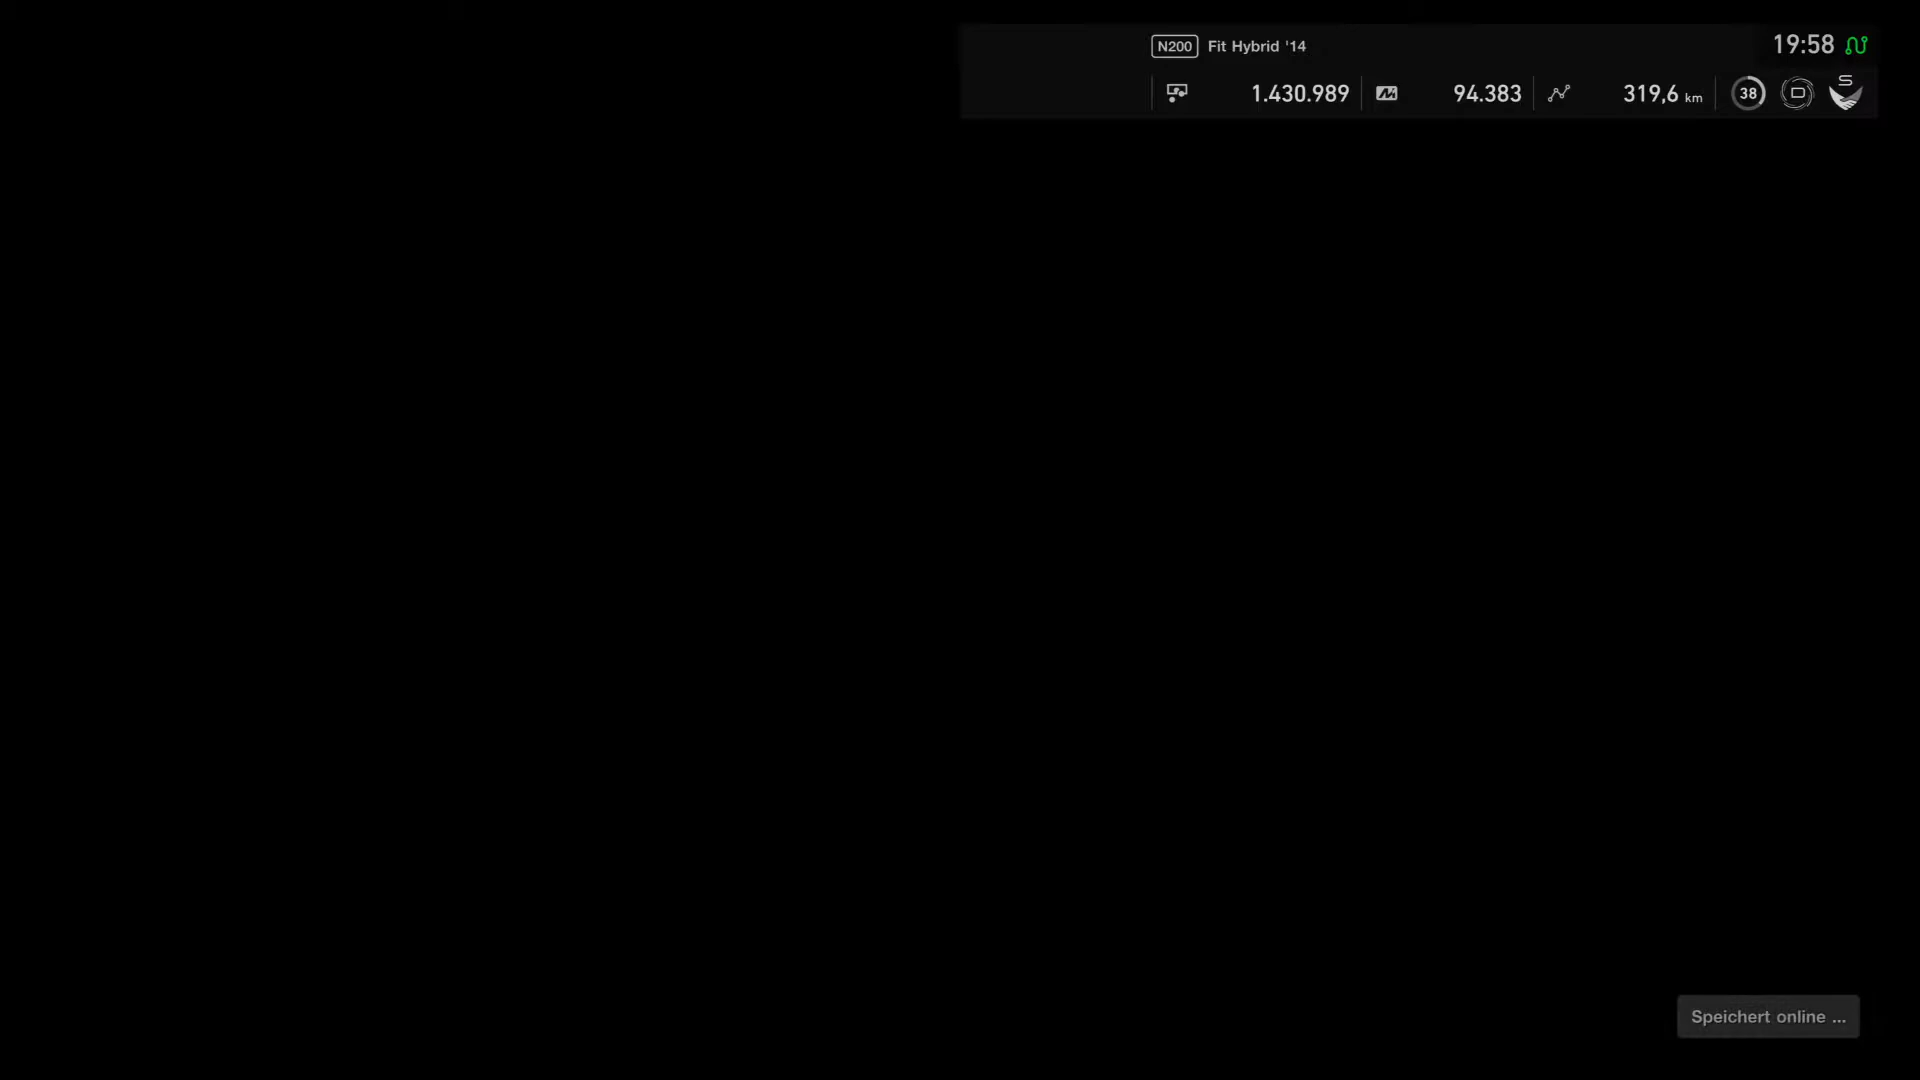 N200 Fit Hybrid '14 19:58
1.430.989 94.383 319,6 km 38 D S
Speichert online ...